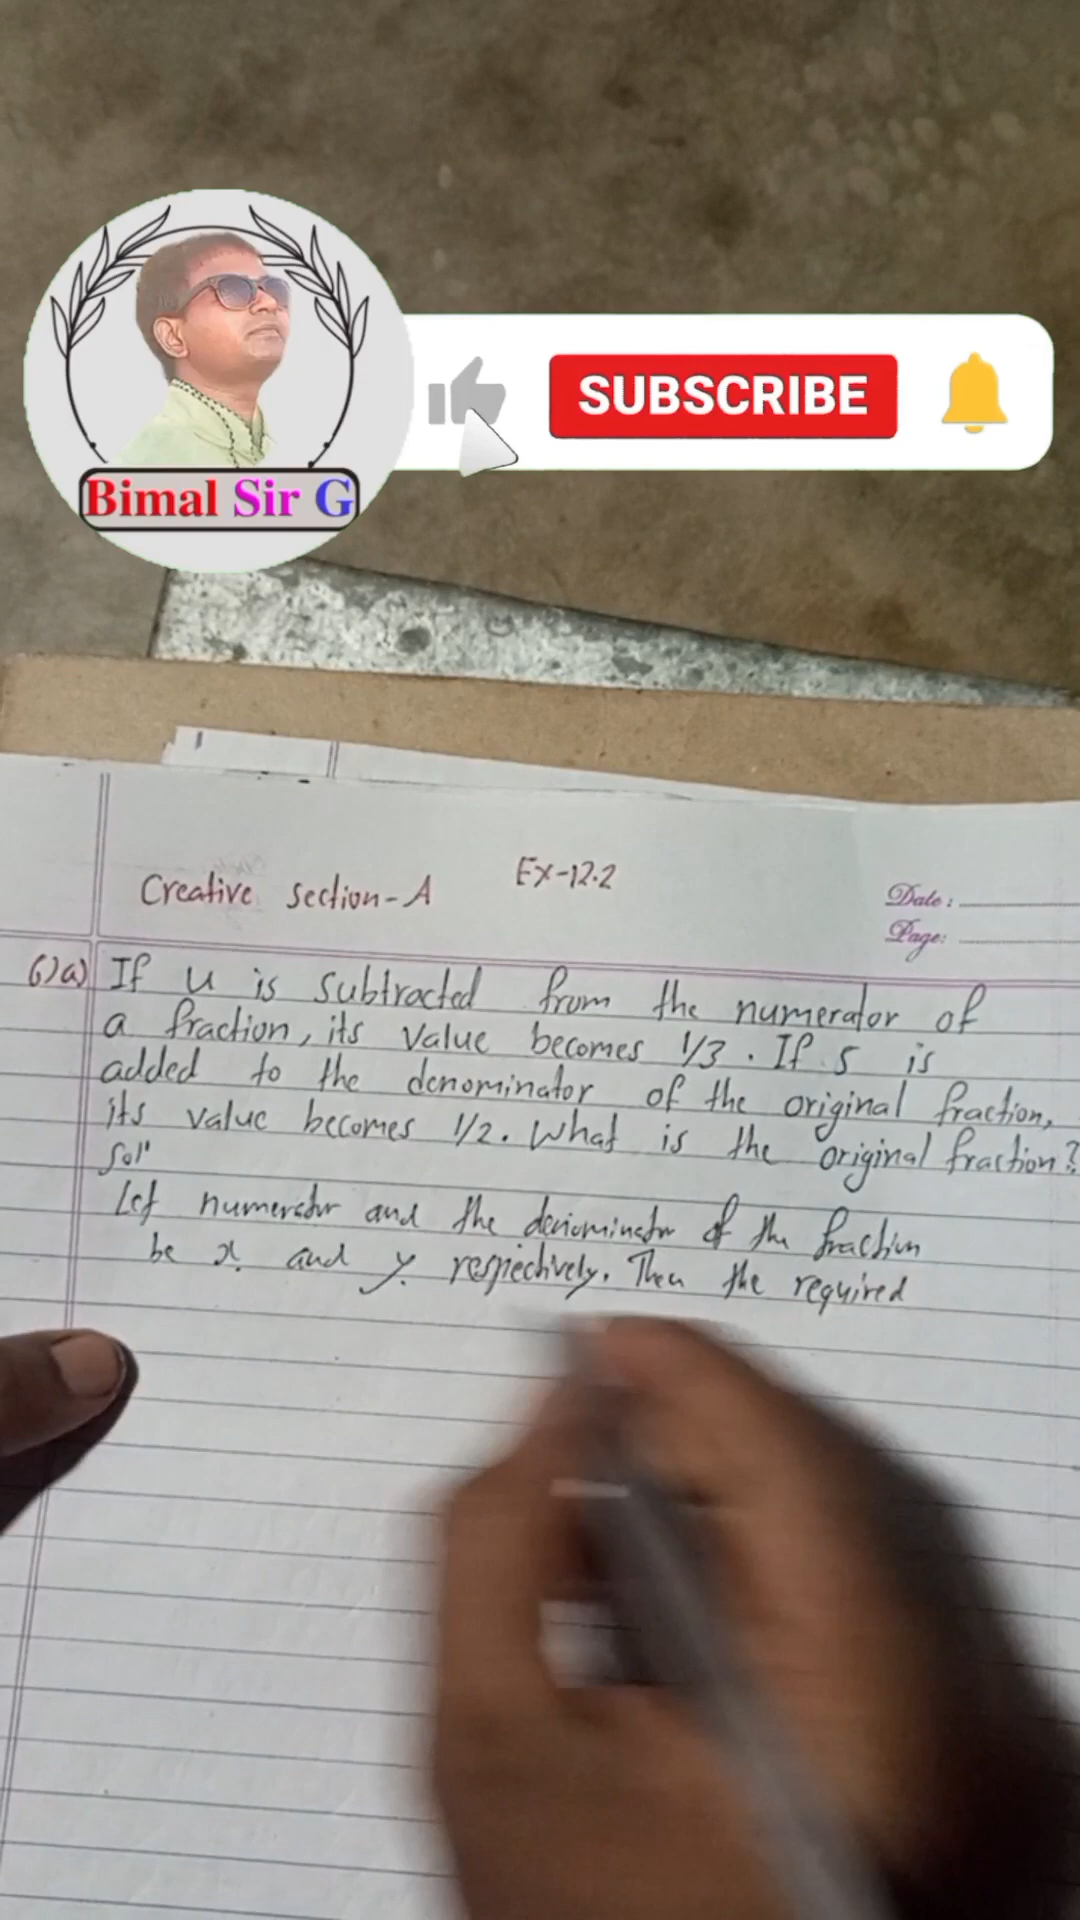 SUBSCRIBE
Bimal Sir G
Creative section-A
Ex-12.2
Date:
Page:
6)a) If 4 is subtracted from the numerator of
a fraction, its value becomes 1/3. If 5 is
added to the denominator of the original fraction,
its value becomes 1/2. What is the original fraction?
Solⁿ
Let numerator and the denominator of the fraction
be x and y respectively. Then the required